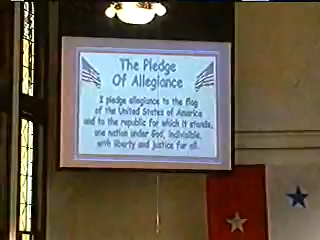 The Pledge
Of Allegiance
I pledge allegiance to the flag
of the United States of America
and to the republic for which it stands,
one nation under God, indivisible,
with liberty and justice for all.